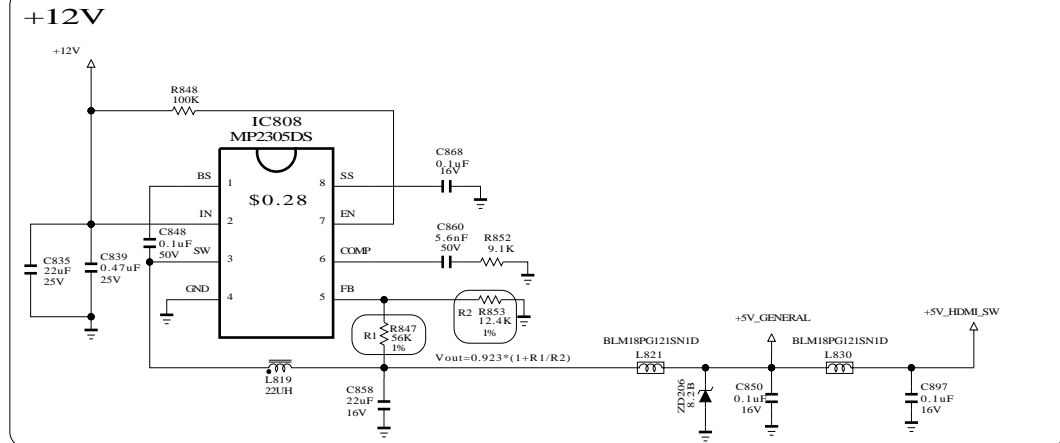 +12V
+12V
R848
100K
IC808
MP2305DS
C868
0.1uF
16V
BS
1
8
SS
$0.28
IN
2
7
EN
C848
0.1uF
50V
C860
5.6nF
50V
R852
9.1K
SW
3
6
COMP
C835
22uF
25V
C839
0.47uF
25V
GND
4
5
FB
R2
R853
12.4K
1%
R1
R847
56K
1%
+5V_GENERAL
+5V_HDMI_SW
BLM18PG121SN1D
L821
BLM18PG121SN1D
L830
Vout=0.923*(1+R1/R2)
L819
22UH
C858
22uF
16V
ZD206
8.2B
C850
0.1uF
16V
C897
0.1uF
16V